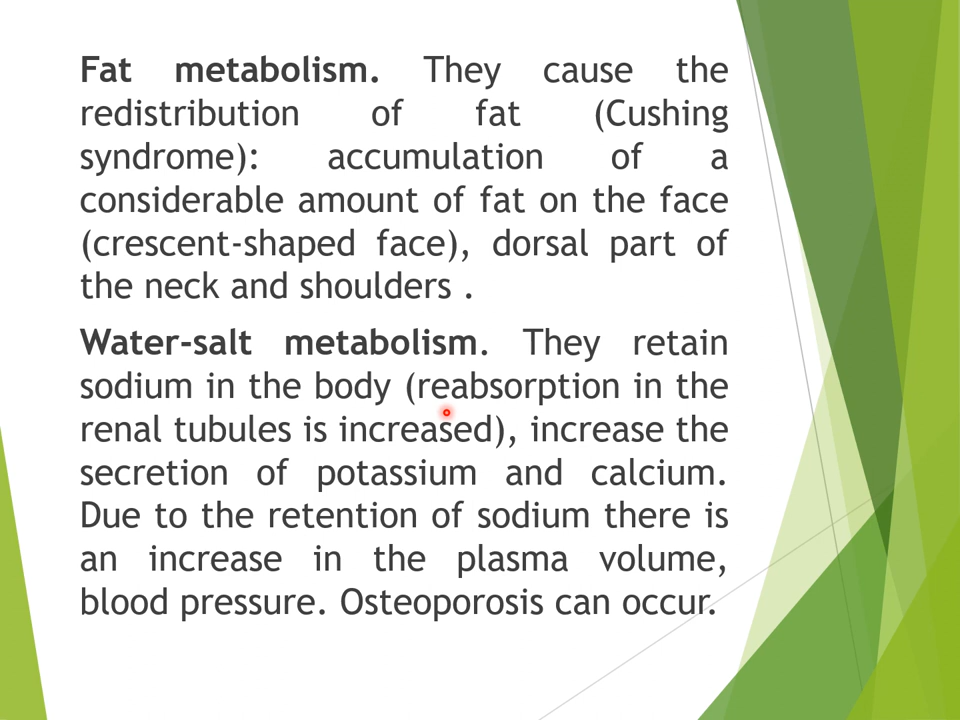 Fat metabolism. They cause the
redistribution of fat (Cushing
syndrome): accumulation of a
considerable amount of fat on the face
(crescent-shaped face), dorsal part of
the neck and shoulders .
Water-salt metabolism. They retain
sodium in the body (reabsorption in the
renal tubules is increased), increase the
secretion of potassium and calcium.
Due to the retention of sodium there is
an increase in the plasma volume,
blood pressure. Osteoporosis can occur.